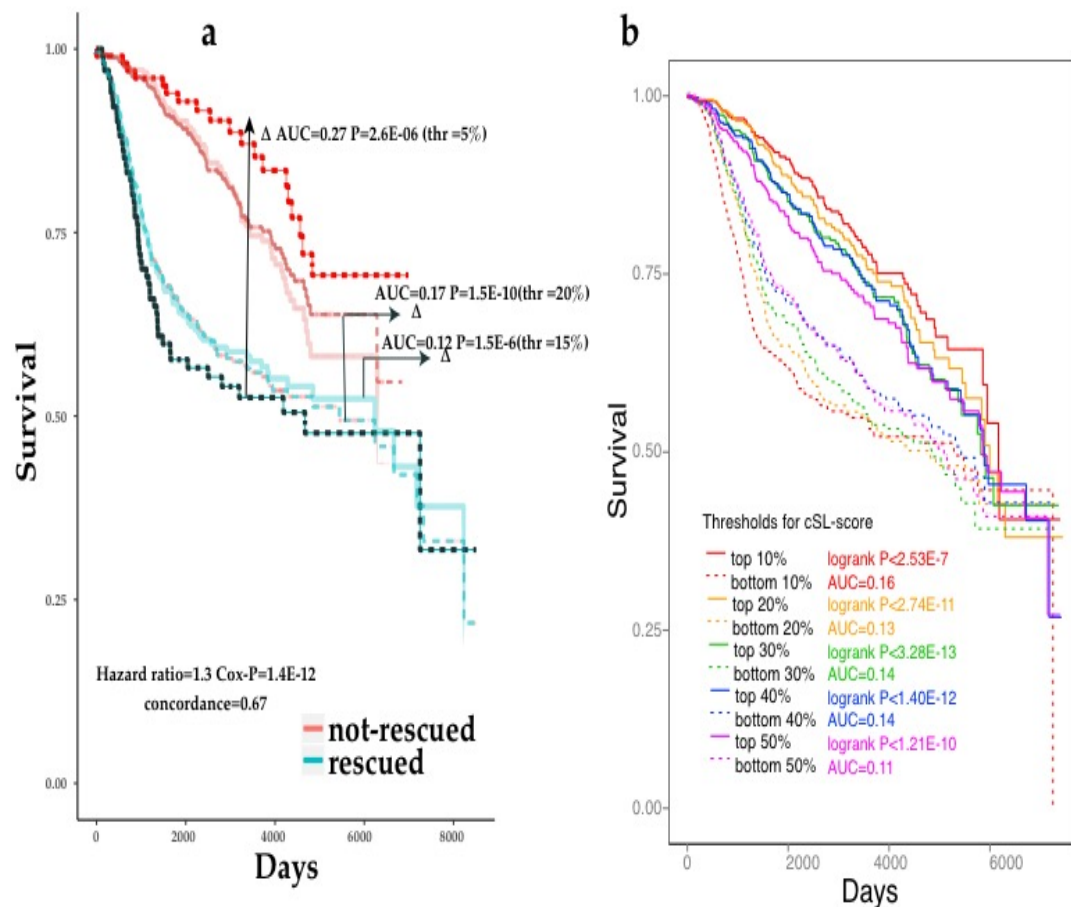 a
Survival
1.00
0.75
0.50
0.25
0.00
Δ AUC=0.27 P=2.6E-06 (thr =5%)
AUC=0.17 P=1.5E-10(thr =20%)
Δ
AUC=0.12 P=1.5E-6(thr =15%)
Δ
Hazard ratio=1.3 Cox-P=1.4E-12
concordance=0.67
not-rescued
rescued
0 2000 4000 6000 8000
Days
b
Survival
1.00
0.75
0.50
0.25
0.00
Thresholds for cSL-score
top 10% logrank P<2.53E-7
bottom 10% AUC=0.16
top 20% logrank P<2.74E-11
bottom 20% AUC=0.13
top 30% logrank P<3.28E-13
bottom 30% AUC=0.14
top 40% logrank P<1.40E-12
bottom 40% AUC=0.14
top 50% logrank P<1.21E-10
bottom 50% AUC=0.11
0 2000 4000 6000
Days